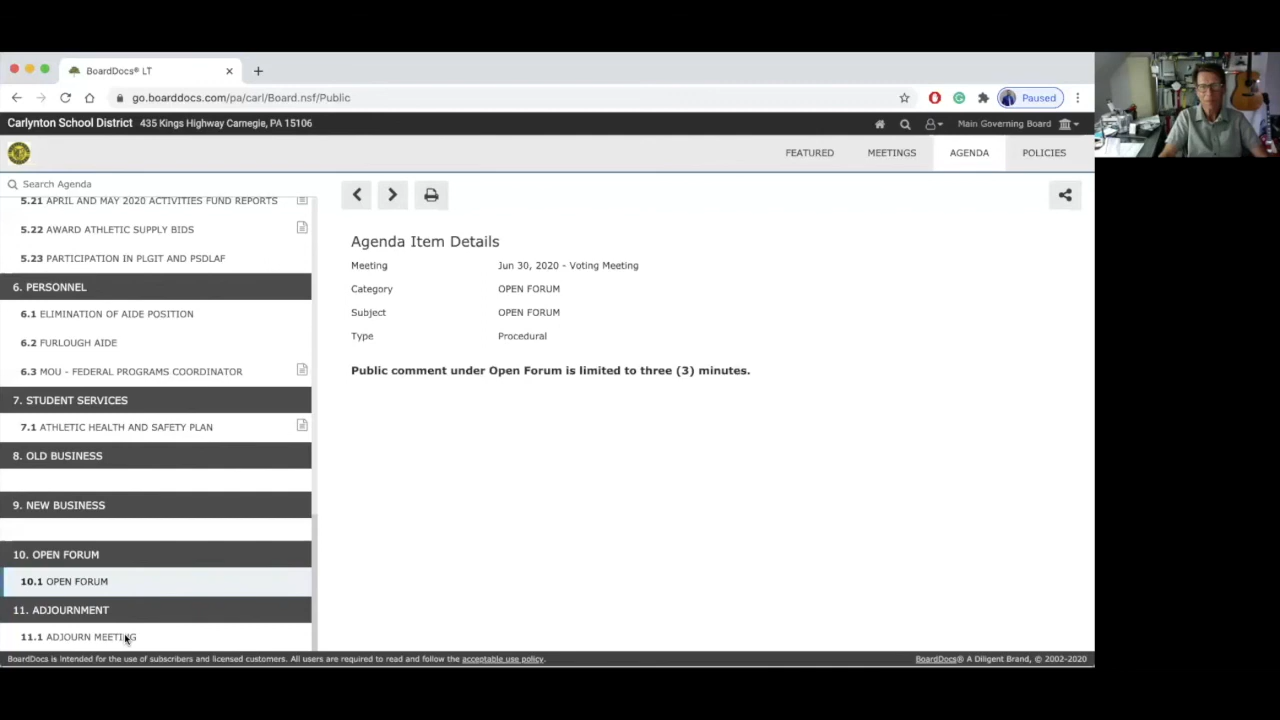 BoardDocs® LT
go.boarddocs.com/pa/carl/Board.nsf/Public
Paused
Carlynton School District 435 Kings Highway Carnegie, PA 15106
Main Governing Board
FEATURED MEETINGS AGENDA POLICIES
Search Agenda
5.21 APRIL AND MAY 2020 ACTIVITIES FUND REPORTS
5.22 AWARD ATHLETIC SUPPLY BIDS
5.23 PARTICIPATION IN PLGIT AND PSDLAF
6. PERSONNEL
6.1 ELIMINATION OF AIDE POSITION
6.2 FURLOUGH AIDE
6.3 MOU - FEDERAL PROGRAMS COORDINATOR
7. STUDENT SERVICES
7.1 ATHLETIC HEALTH AND SAFETY PLAN
8. OLD BUSINESS
9. NEW BUSINESS
10. OPEN FORUM
10.1 OPEN FORUM
11. ADJOURNMENT
11.1 ADJOURN MEETING
Agenda Item Details
Meeting Jun 30, 2020 - Voting Meeting
Category OPEN FORUM
Subject OPEN FORUM
Type Procedural
Public comment under Open Forum is limited to three (3) minutes.
BoardDocs is intended for the use of subscribers and licensed customers. All users are required to read and follow the acceptable use policy.
BoardDocs® A Diligent Brand, © 2002-2020